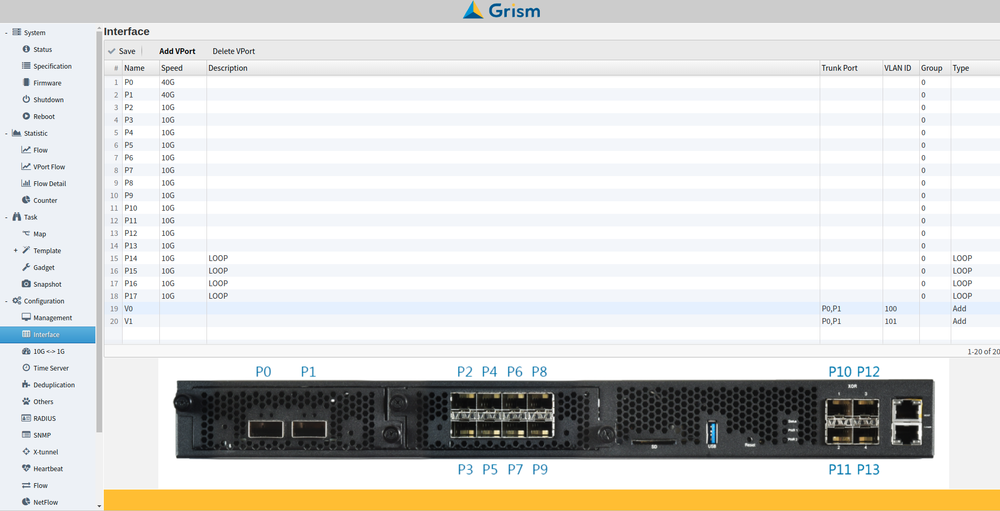 Grism
- System
Status
Specification
Firmware
Shutdown
Reboot
- Statistic
Flow
VPort Flow
Flow Detail
Counter
- Task
Map
+ Template
Gadget
Snapshot
- Configuration
Management
Interface
10G <-> 1G
Time Server
Deduplication
Others
RADIUS
SNMP
X-tunnel
Heartbeat
Flow
NetFlow
Interface
Save Add VPort Delete VPort
# Name Speed Description Trunk Port VLAN ID Group Type
1 P0 40G 0
2 P1 40G 0
3 P2 10G 0
4 P3 10G 0
5 P4 10G 0
6 P5 10G 0
7 P6 10G 0
8 P7 10G 0
9 P8 10G 0
10 P9 10G 0
11 P10 10G 0
12 P11 10G 0
13 P12 10G 0
14 P13 10G 0
15 P14 10G LOOP 0 LOOP
16 P15 10G LOOP 0 LOOP
17 P16 10G LOOP 0 LOOP
18 P17 10G LOOP 0 LOOP
19 V0 P0,P1 100 Add
20 V1 P0,P1 101 Add
1-20 of 20
P0 P1 P2 P4 P6 P8 P10 P12
XOR
1 3
Status
PWR 1
PWR 2
SD USB Reset 2 4
P3 P5 P7 P9 P11 P13